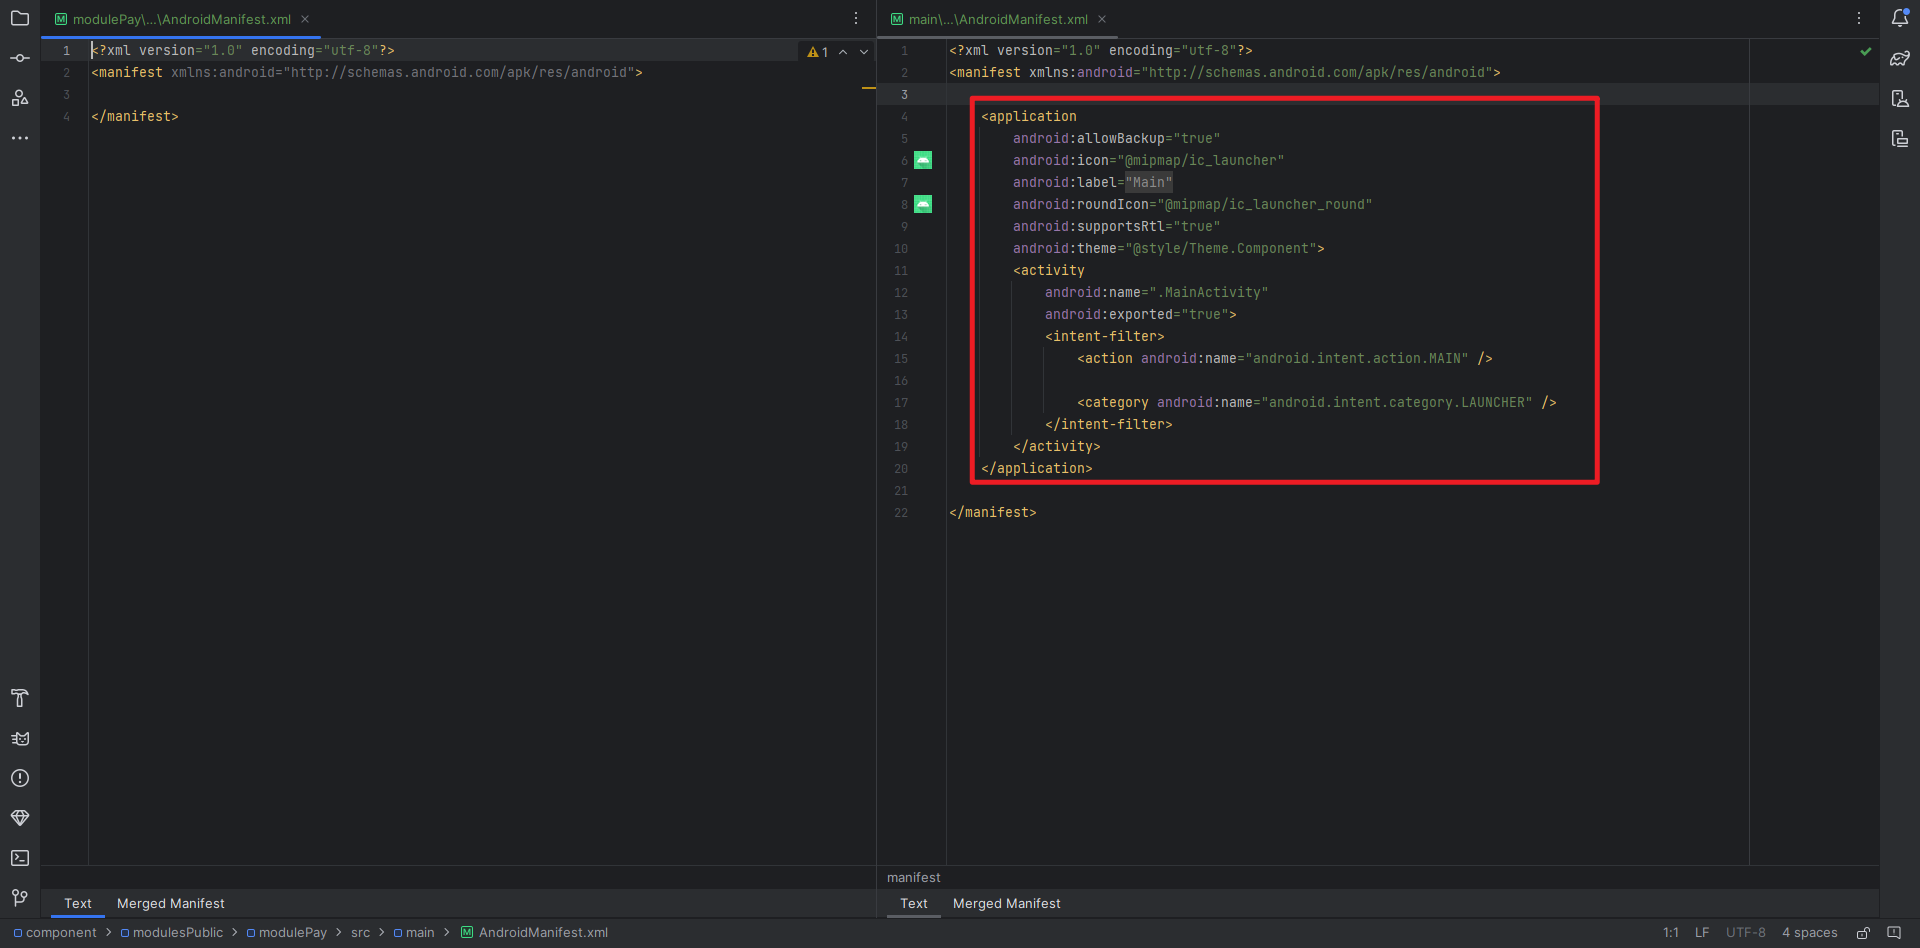 modulePay\...\AndroidManifest.xml
1 <?xml version="1.0" encoding="utf-8"?>
1
2 <manifest xmlns:android="http://schemas.android.com/apk/res/android">
3
4 </manifest>
Text Merged Manifest
main\...\AndroidManifest.xml
1 <?xml version="1.0" encoding="utf-8"?>
2 <manifest xmlns:android="http://schemas.android.com/apk/res/android">
3
4 <application
5 android:allowBackup="true"
6 android:icon="@mipmap/ic_launcher"
7 android:label="Main"
8 android:roundIcon="@mipmap/ic_launcher_round"
9 android:supportsRtl="true"
10 android:theme="@style/Theme.Component">
11 <activity
12 android:name=".MainActivity"
13 android:exported="true">
14 <intent-filter>
15 <action android:name="android.intent.action.MAIN" />
16
17 <category android:name="android.intent.category.LAUNCHER" />
18 </intent-filter>
19 </activity>
20 </application>
21
22 </manifest>
manifest
Text Merged Manifest
component > modulesPublic > modulePay > src > main > AndroidManifest.xml
1:1 LF UTF-8 4 spaces